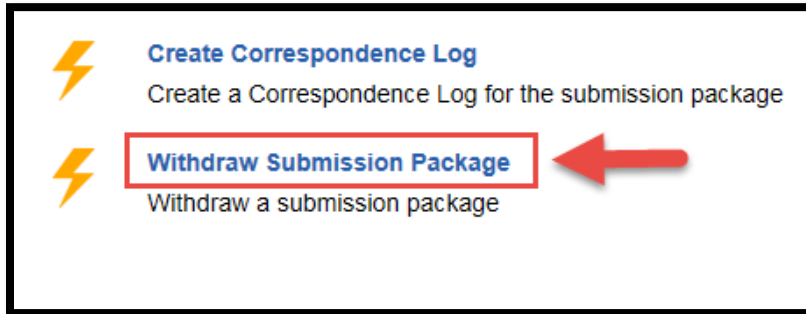 Create Correspondence Log
Create a Correspondence Log for the submission package
Withdraw Submission Package
Withdraw a submission package